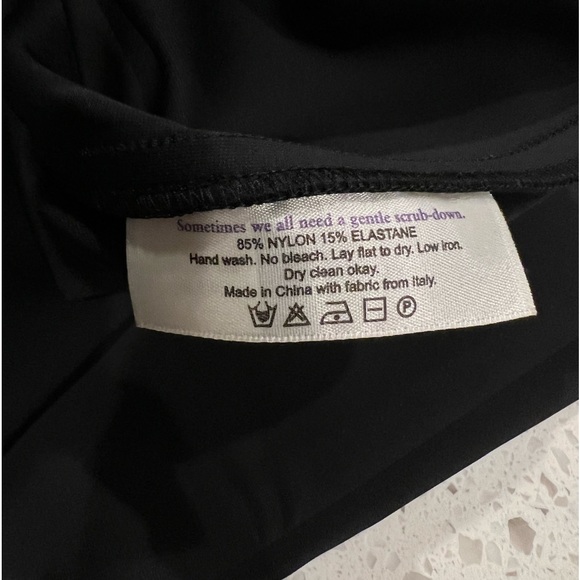 Sometimes we all need a gentle scrub-down.
85% NYLON 15% ELASTANE
Hand wash. No bleach. Lay flat to dry. Low iron.
Dry clean okay.
Made in China with fabric from Italy.
P